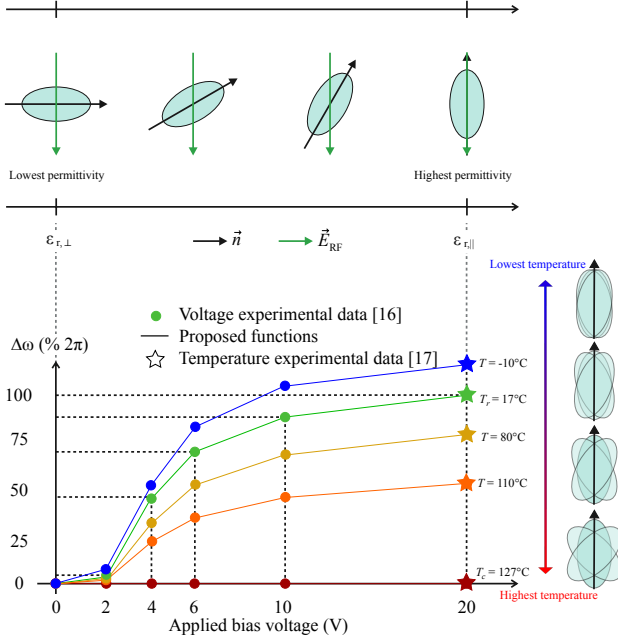 Lowest permittivity
Highest permittivity
ε r,⊥
n⃗
E⃗ RF
ε r,||
Lowest temperature
Voltage experimental data [16]
Proposed functions
Temperature experimental data [17]
Δω (% 2π)
T = -10°C
100
T r = 17°C
75
T = 80°C
50
T = 110°C
25
0
T c = 127°C
0 2 4 6 10 20
Highest temperature
Applied bias voltage (V)